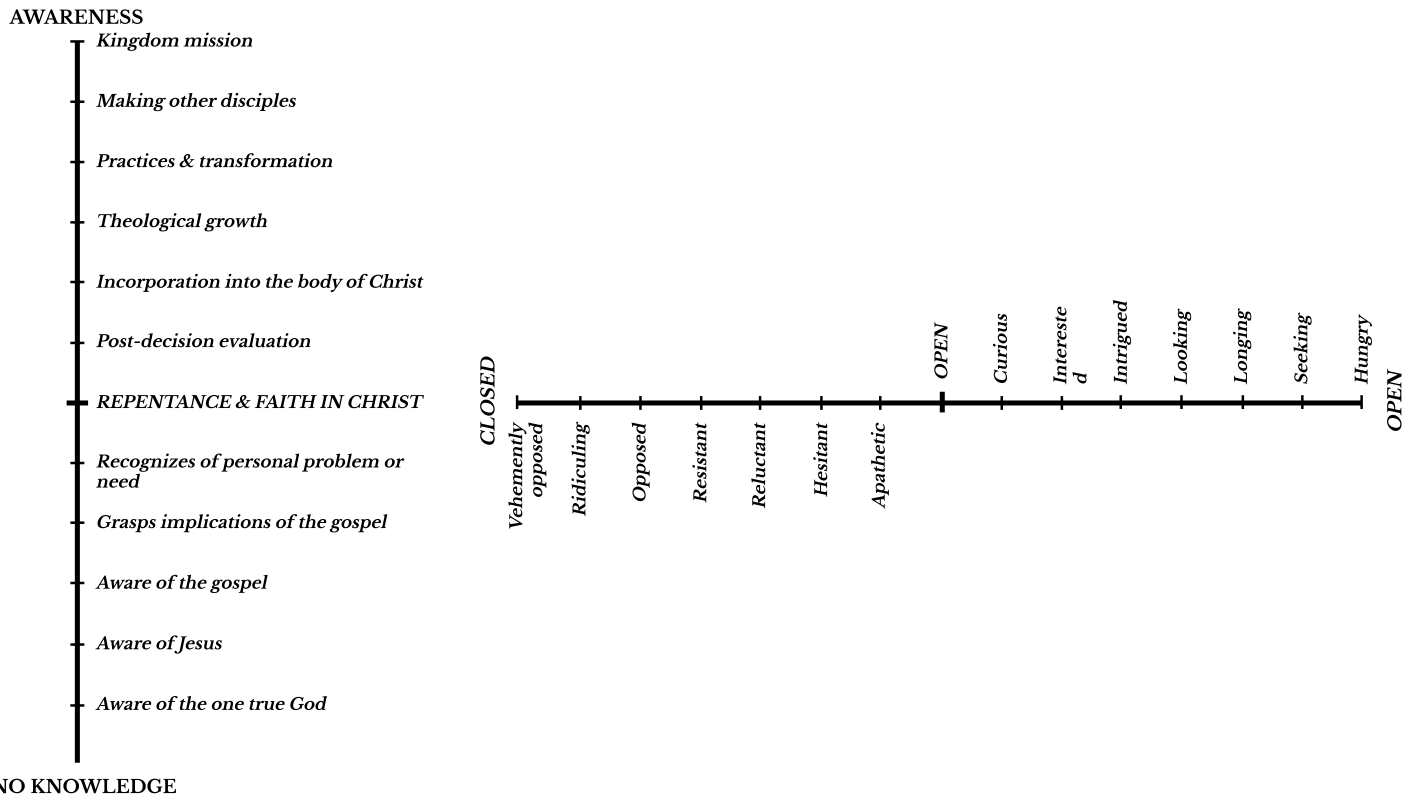 AWARENESS
Kingdom mission
Making other disciples
Practices & transformation
Theological growth
Incorporation into the body of Christ
Post-decision evaluation
REPENTANCE & FAITH IN CHRIST
Recognizes of personal problem or
need
Grasps implications of the gospel
Aware of the gospel
Aware of Jesus
Aware of the one true God
NO KNOWLEDGE
CLOSED
Vehemently
opposed
Ridiculing
Opposed
Resistant
Reluctant
Hesitant
Apathetic
OPEN
Curious
Intereste
d
Intrigued
Looking
Longing
Seeking
Hungry
OPEN